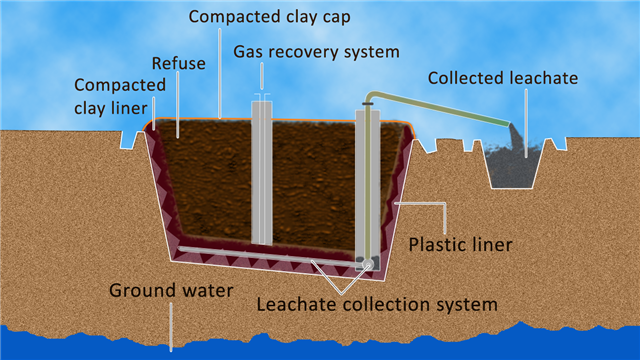 Compacted clay cap
Gas recovery system
Refuse
Collected leachate
Compacted
clay liner
Plastic liner
Ground water
Leachate collection system